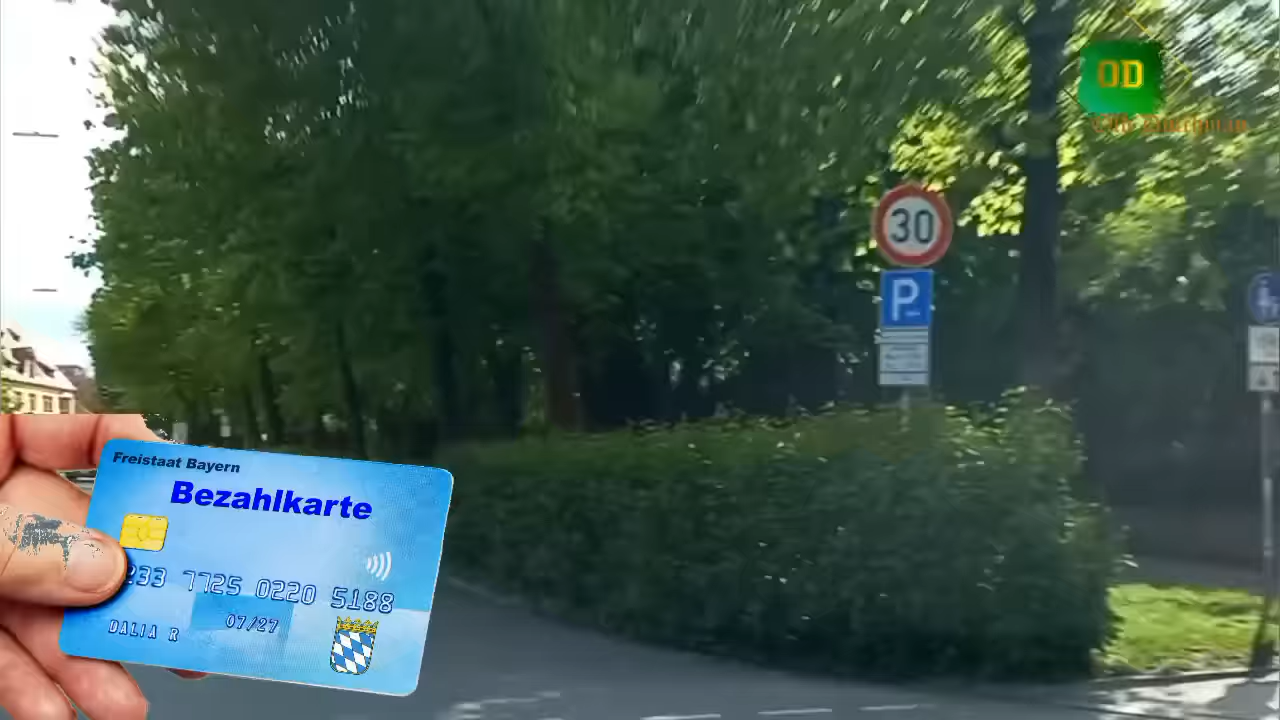 OD
30
P
Freistaat Bayern
Bezahlkarte
233 7725 0220 5188
07/27
DALIA R